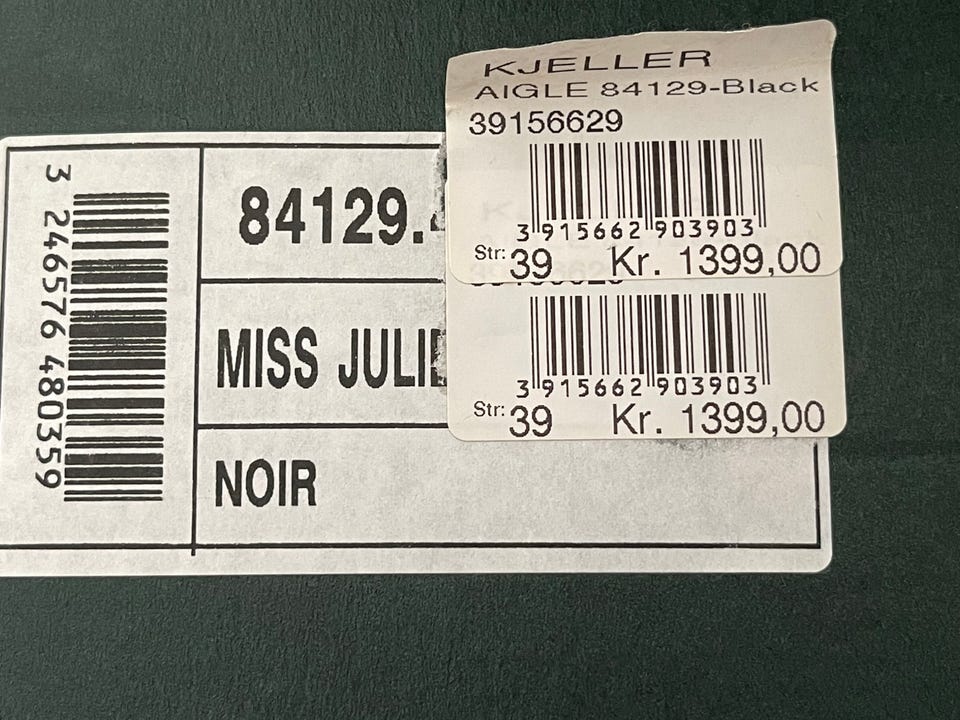 3 246576 480359
84129.
MISS JULIE
NOIR
KJELLER
AIGLE 84129-Black
39156629
3 915662 903903
Str: 39 Kr. 1399,00
3 915662 903903
Str: 39 Kr. 1399,00